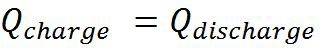 Q_charge = Q_discharge